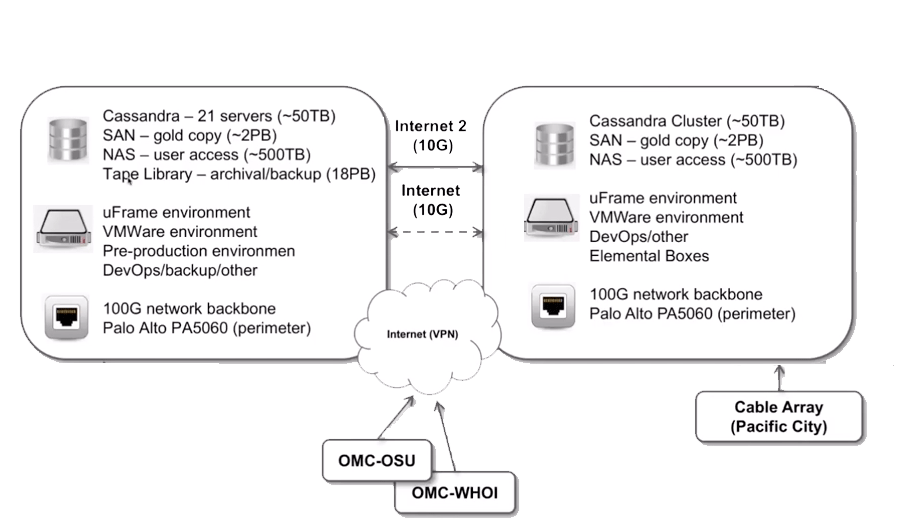 Cassandra – 21 servers (~50TB)
SAN – gold copy (~2PB)
NAS – user access (~500TB)
Tape Library – archival/backup (18PB)
uFrame environment
VMWare environment
Pre-production environmen
DevOps/backup/other
100G network backbone
Palo Alto PA5060 (perimeter)
Internet 2
(10G)
Internet
(10G)
Internet (VPN)
Cassandra Cluster (~50TB)
SAN – gold copy (~2PB)
NAS – user access (~500TB)
uFrame environment
VMWare environment
DevOps/other
Elemental Boxes
100G network backbone
Palo Alto PA5060 (perimeter)
Cable Array
(Pacific City)
OMC-OSU
OMC-WHOI